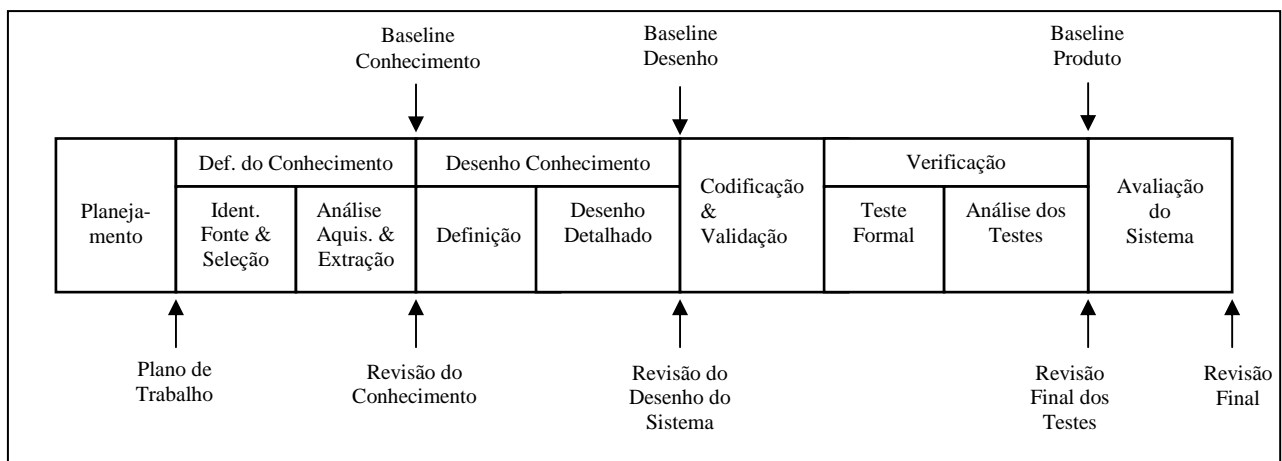 Baseline
Conhecimento
Baseline
Desenho
Baseline
Produto
Planeja-
mento
Def. do Conhecimento
Ident.
Fonte &
Seleção
Análise
Aquis. &
Extração
Desenho Conhecimento
Definição
Desenho
Detalhado
Codificação
&
Validação
Verificação
Teste
Formal
Análise dos
Testes
Avaliação
do
Sistema
Plano de
Trabalho
Revisão do
Conhecimento
Revisão do
Desenho do
Sistema
Revisão
Final dos
Testes
Revisão
Final